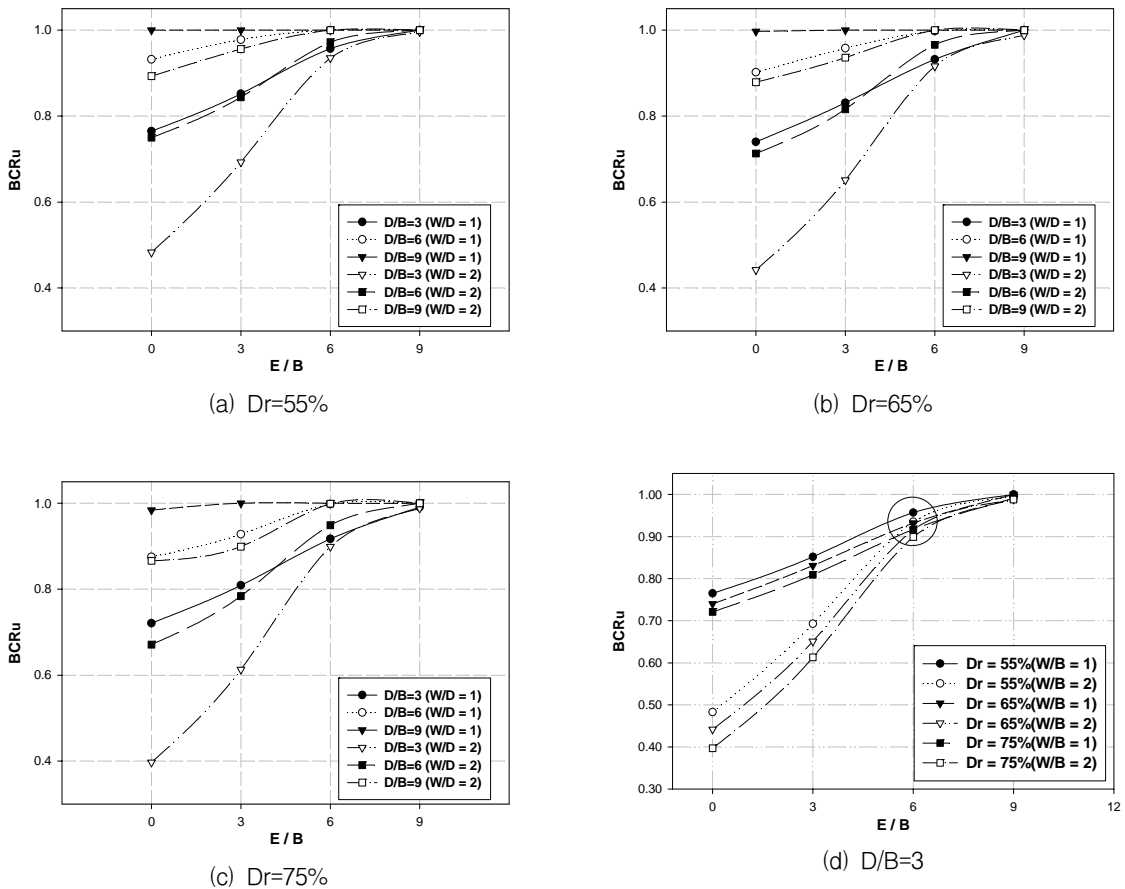 1.0
0.8
0.6
0.4
BCRu
D/B=3 (W/D = 1)
D/B=6 (W/D = 1)
D/B=9 (W/D = 1)
D/B=3 (W/D = 2)
D/B=6 (W/D = 2)
D/B=9 (W/D = 2)
0 3 6 9
E / B
(a) Dr=55%
1.0
0.8
0.6
0.4
BCRu
D/B=3 (W/D = 1)
D/B=6 (W/D = 1)
D/B=9 (W/D = 1)
D/B=3 (W/D = 2)
D/B=6 (W/D = 2)
D/B=9 (W/D = 2)
0 3 6 9
E / B
(b) Dr=65%
1.0
0.8
0.6
0.4
BCRu
D/B=3 (W/D = 1)
D/B=6 (W/D = 1)
D/B=9 (W/D = 1)
D/B=3 (W/D = 2)
D/B=6 (W/D = 2)
D/B=9 (W/D = 2)
0 3 6 9
E / B
(c) Dr=75%
1.00
0.90
0.80
0.70
0.60
0.50
0.40
0.30
BCRu
Dr = 55%(W/B = 1)
Dr = 55%(W/B = 2)
Dr = 65%(W/B = 1)
Dr = 65%(W/B = 2)
Dr = 75%(W/B = 1)
Dr = 75%(W/B = 2)
0 3 6 9 12
E / B
(d) D/B=3